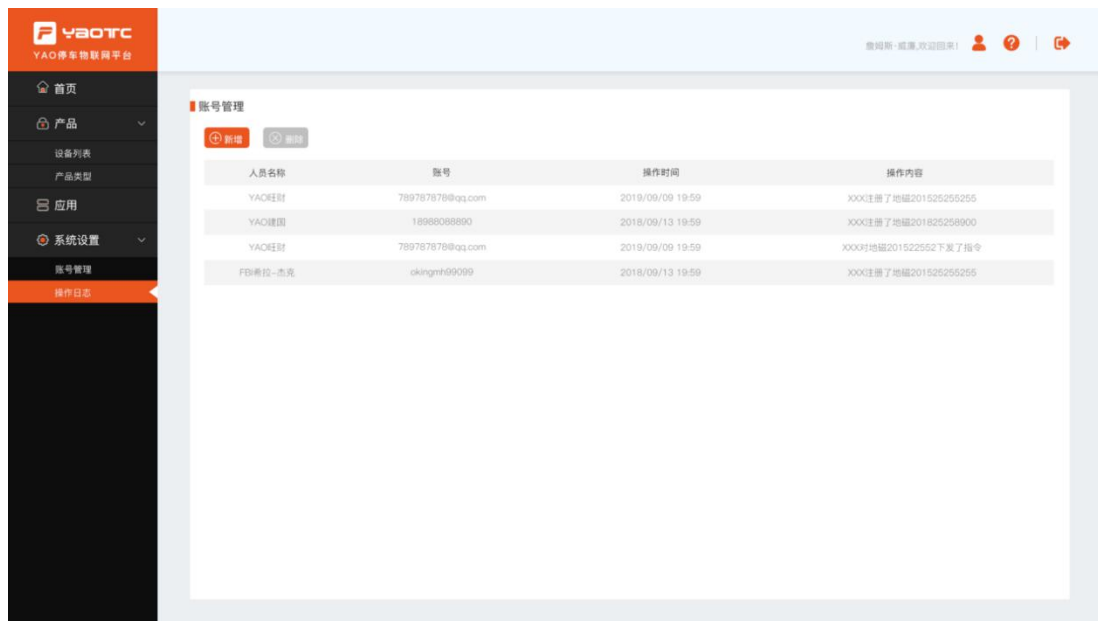 YAOTC
YAO停车物联网平台
詹姆斯·威廉,欢迎回来!
首页
产品
设备列表
产品类型
应用
系统设置
账号管理
操作日志
账号管理
新增 删除
人员名称 账号 操作时间 操作内容
YAO旺财 789787878@qq.com 2019/09/09 19:59 XXX注册了地磁201525255255
YAO建国 18988088890 2018/09/13 19:59 XXX注册了地磁201825258900
YAO旺财 789787878@qq.com 2019/09/09 19:59 XXX对地磁201522552下发了指令
FBI希拉-杰克 okingmh99099 2018/09/13 19:59 XXX注册了地磁201525255255